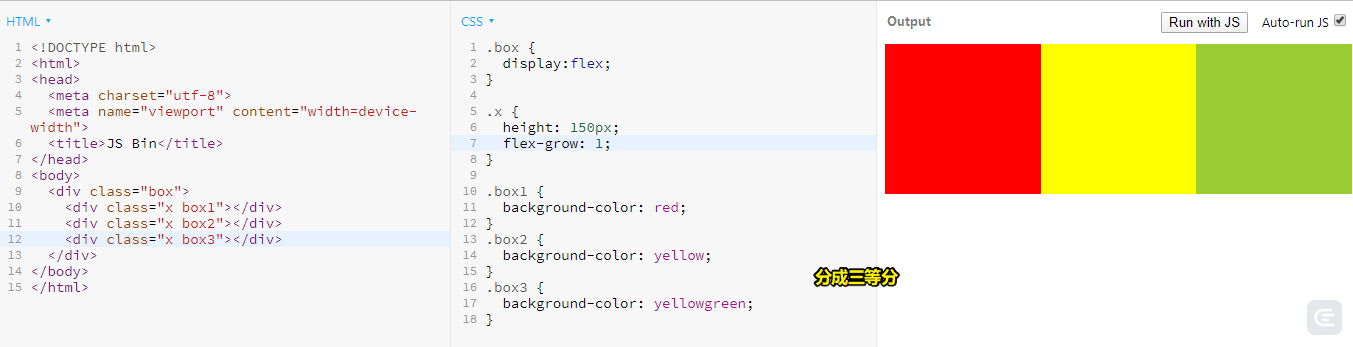 HTML ▾
1 <!DOCTYPE html>
2 <html>
3 <head>
4 <meta charset="utf-8">
5 <meta name="viewport" content="width=device-
width">
6 <title>JS Bin</title>
7 </head>
8 <body>
9 <div class="box">
10 <div class="x box1"></div>
11 <div class="x box2"></div>
12 <div class="x box3"></div>
13 </div>
14 </body>
15 </html>
CSS ▾
1 .box {
2 display:flex;
3 }
4
5 .x {
6 height: 150px;
7 flex-grow: 1;
8 }
9
10 .box1 {
11 background-color: red;
12 }
13 .box2 {
14 background-color: yellow;
15 }
16 .box3 {
17 background-color: yellowgreen;
18 }
Output
Run with JS
Auto-run JS
分成三等分